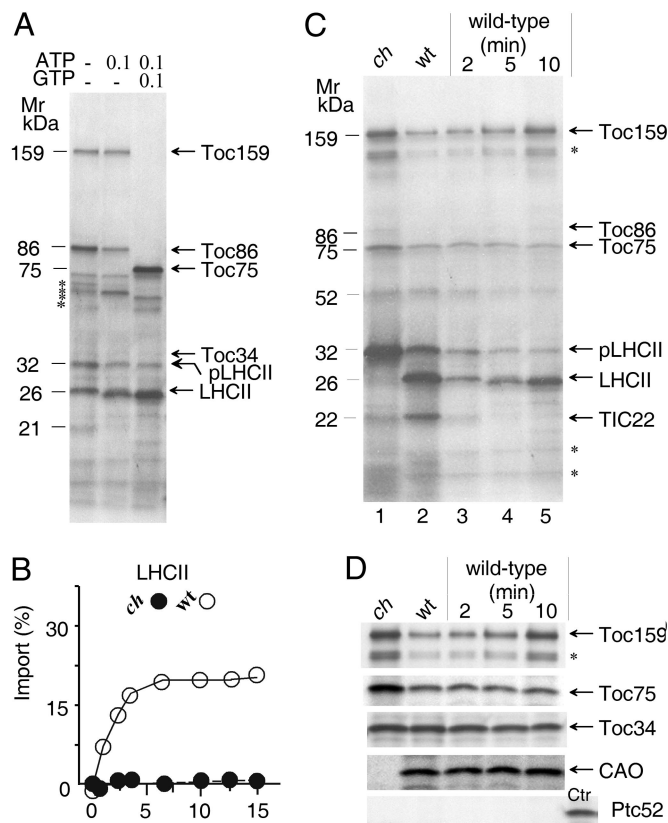 A
ATP - 0.1 0.1
GTP - - 0.1
Mr
kDa
159
86
75
32
26
21
Toc159
Toc86
Toc75
*
*
*
*
Toc34
pLHCII
LHCII
B
LHCII
ch wt
Import (%)
30
15
0
0 5 10 15
C
wild-type
(min)
ch wt 2 5 10
Mr
kDa
159
86
75
52
32
26
22
Toc159
*
Toc86
Toc75
pLHCII
LHCII
TIC22
*
*
1 2 3 4 5
D
wild-type
(min)
ch wt 2 5 10
Toc159
*
Toc75
Toc34
CAO
Ctr
Ptc52